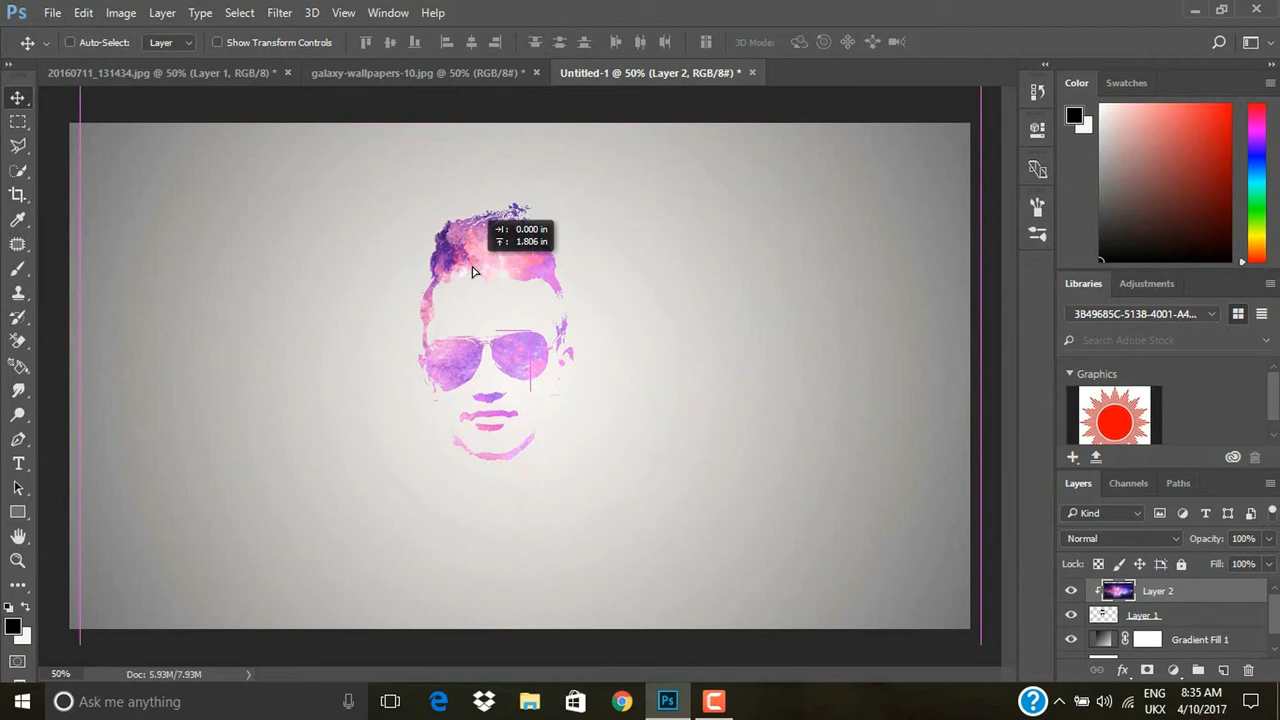 Ps File Edit Image Layer Type Select Filter 3D View Window Help
Auto-Select: Layer Show Transform Controls 3D Mode:
20160711_131434.jpg @ 50% (Layer 1, RGB/8) * × galaxy-wallpapers-10.jpg @ 50% (RGB/8#) * × Untitled-1 @ 50% (Layer 2, RGB/8#) * ×
Color Swatches
: 0.000 in
: 1.806 in
Libraries Adjustments
3B49685C-5138-4001-A4...
Search Adobe Stock
Graphics
Layers Channels Paths
Kind
Normal Opacity: 100%
Lock: Fill: 100%
Layer 2
Layer 1
Gradient Fill 1
50% Doc: 5.93M/7.93M
Ask me anything
Ps
ENG
UKX
8:35 AM
4/10/2017